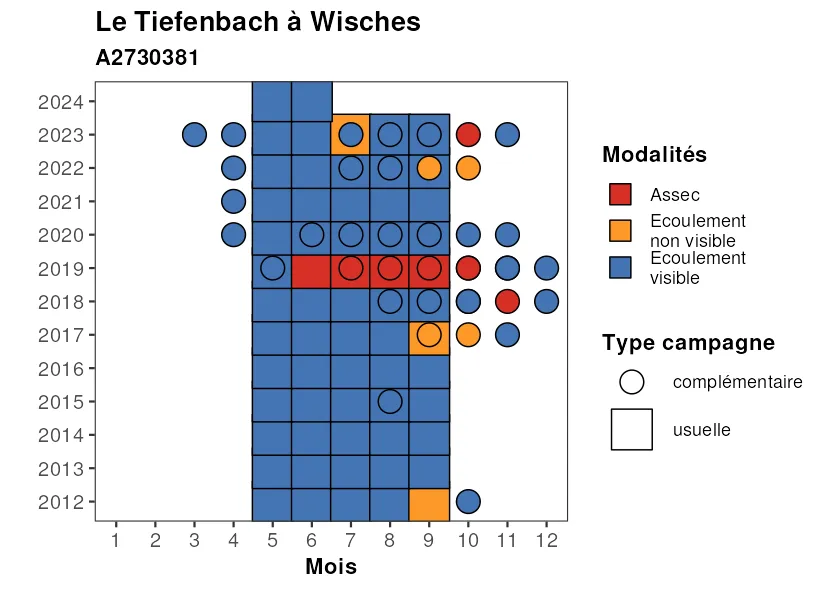 Le Tiefenbach à Wisches
A2730381
2024
2023
2022
2021
2020
2019
2018
2017
2016
2015
2014
2013
2012
1 2 3 4 5 6 7 8 9 10 11 12
Mois
Modalités
Assec
Ecoulement
non visible
Ecoulement
visible
Type campagne
complémentaire
usuelle